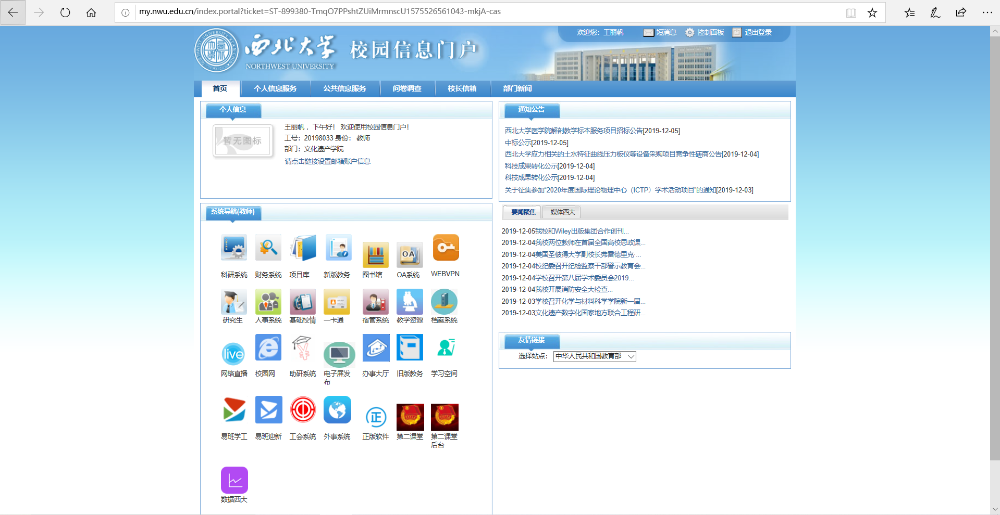 my.nwu.edu.cn/index.portal?ticket=ST-899380-TmqO7PPshtZUiMrmnscU1575526561043-mkjA-cas
西北大学 校园信息门户
NORTHWEST UNIVERSITY
欢迎您：王丽帆 短消息 控制面板 退出登录
首页 个人信息服务 公共信息服务 问卷调查 校长信箱 部门新闻
个人信息
暂无图标
王丽帆 ，下午好！ 欢迎使用校园信息门户！
工号：20198033 身份： 教师
部门：文化遗产学院
请点击链接设置邮箱账户信息
系统导航(教师)
科研系统 财务系统 项目库 新版教务 图书馆 OA系统 WEBVPN
OA
研究生 人事系统 基础校情 一卡通 宿管系统 教学资源 档案系统
live
网络直播 校园网 助研系统 电子屏发布 办事大厅 旧版教务 学习空间
正
易班学工 易班迎新 工会系统 外事系统 正版软件 第二课堂 第二课堂后台
数据西大
通知公告
西北大学医学院解剖教学标本服务项目招标公告[2019-12-05]
中标公示[2019-12-05]
西北大学应力相关的土水特征曲线压力板仪等设备采购项目竞争性磋商公告[2019-12-04]
科技成果转化公示[2019-12-04]
科技成果转化公示[2019-12-04]
关于征集参加“2020年度国际理论物理中心（ICTP）学术活动项目”的通知[2019-12-03]
要闻聚焦 媒体西大
2019-12-05我校和Wiley出版集团合作创刊...
2019-12-04我校两位教师在首届全国高校思政课...
2019-12-04美国圣彼得大学副校长弗雷德里克·...
2019-12-04校纪委召开纪检监察干部警示教育会...
2019-12-04学校召开第八届学术委员会2019...
2019-12-04我校开展消防安全大检查...
2019-12-03学校召开化学与材料科学学院新一届...
2019-12-03文化遗产数字化国家地方联合工程研...
友情链接
选择站点： 中华人民共和国教育部